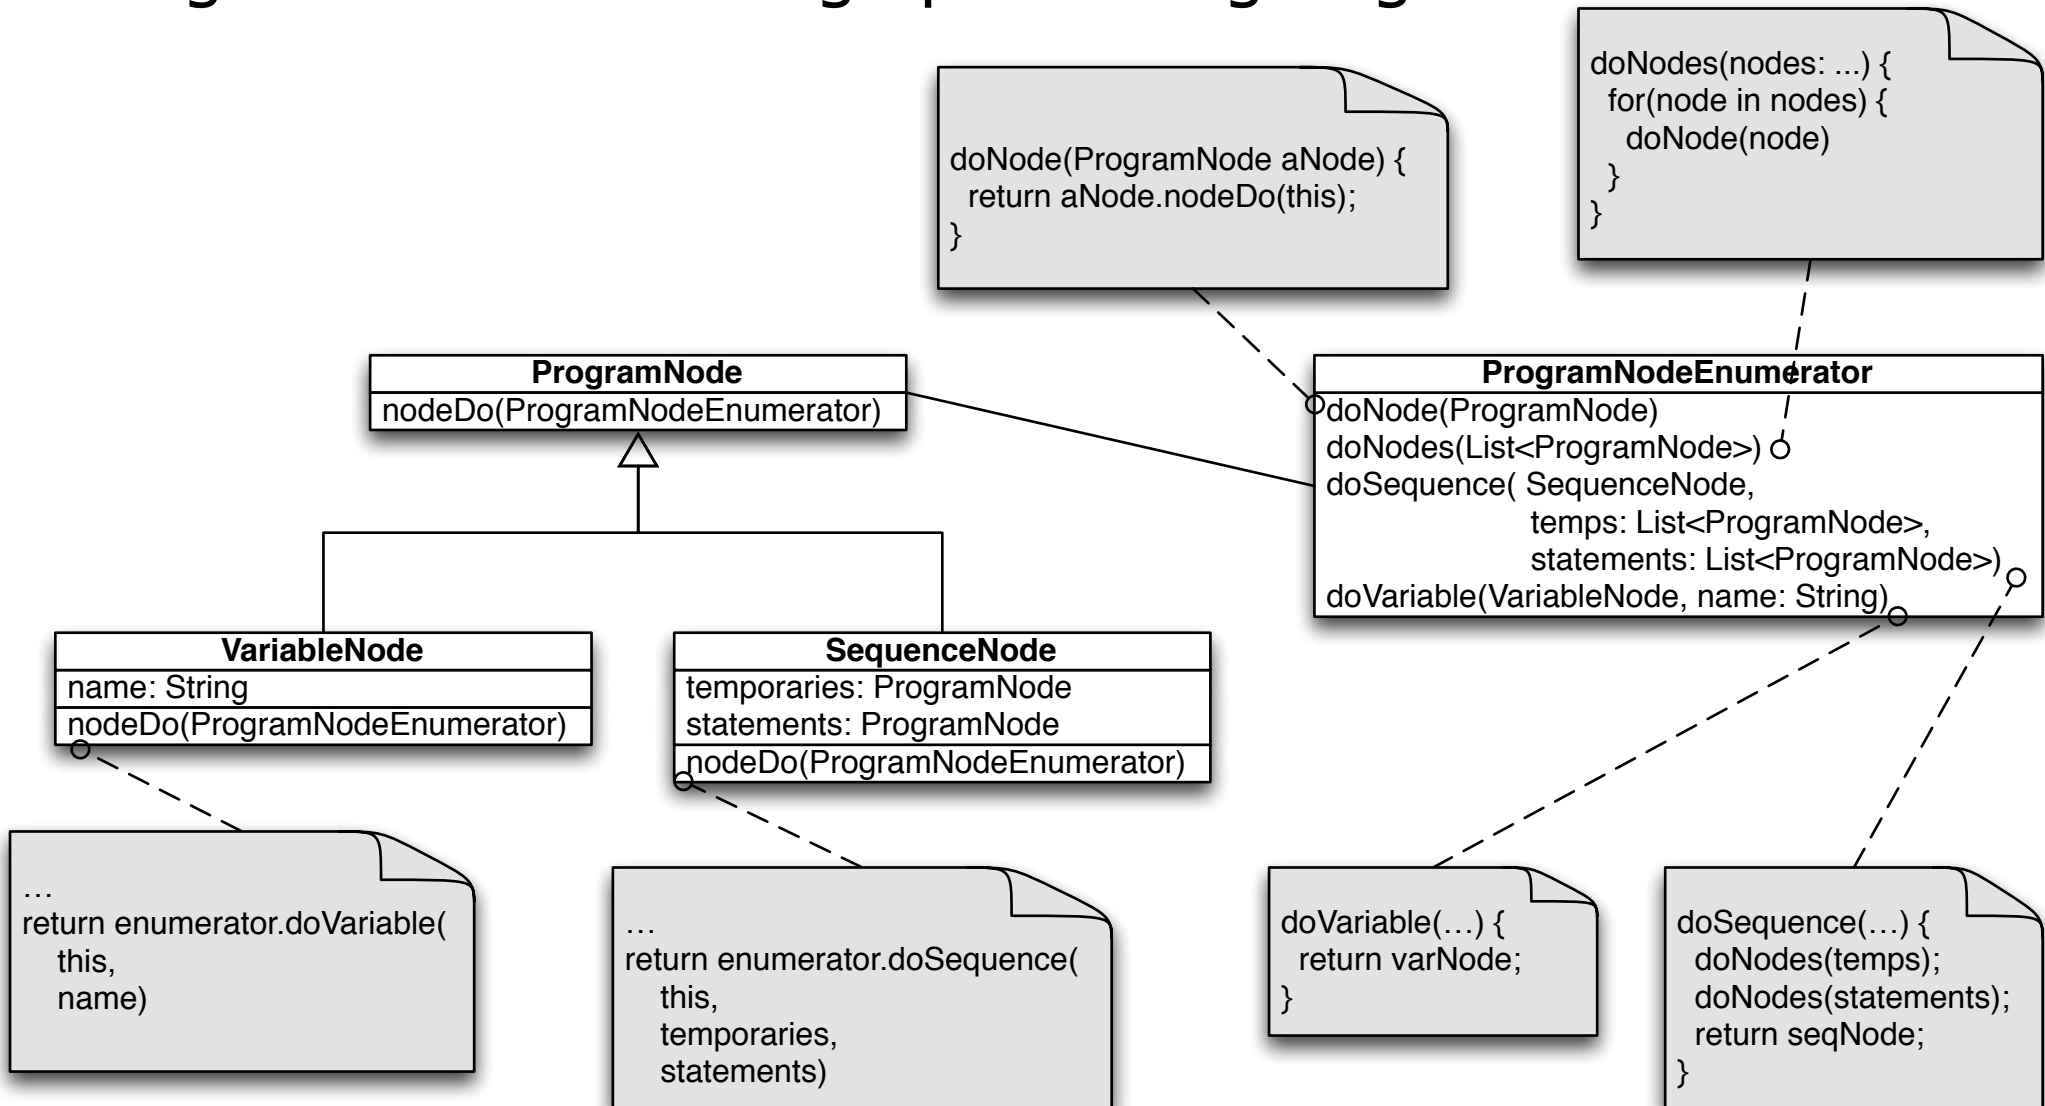 doNodes(nodes: ...) {
for(node in nodes) {
doNode(node)
}
}
doNode(ProgramNode aNode) {
return aNode.nodeDo(this);
}
ProgramNode
nodeDo(ProgramNodeEnumerator)
ProgramNodeEnumerator
doNode(ProgramNode)
doNodes(List<ProgramNode>)
doSequence( SequenceNode,
temps: List<ProgramNode>,
statements: List<ProgramNode>)
doVariable(VariableNode, name: String)
VariableNode
name: String
nodeDo(ProgramNodeEnumerator)
SequenceNode
temporaries: ProgramNode
statements: ProgramNode
nodeDo(ProgramNodeEnumerator)
…
return enumerator.doVariable(
this,
name)
…
return enumerator.doSequence(
this,
temporaries,
statements)
doVariable(…) {
return varNode;
}
doSequence(…) {
doNodes(temps);
doNodes(statements);
return seqNode;
}